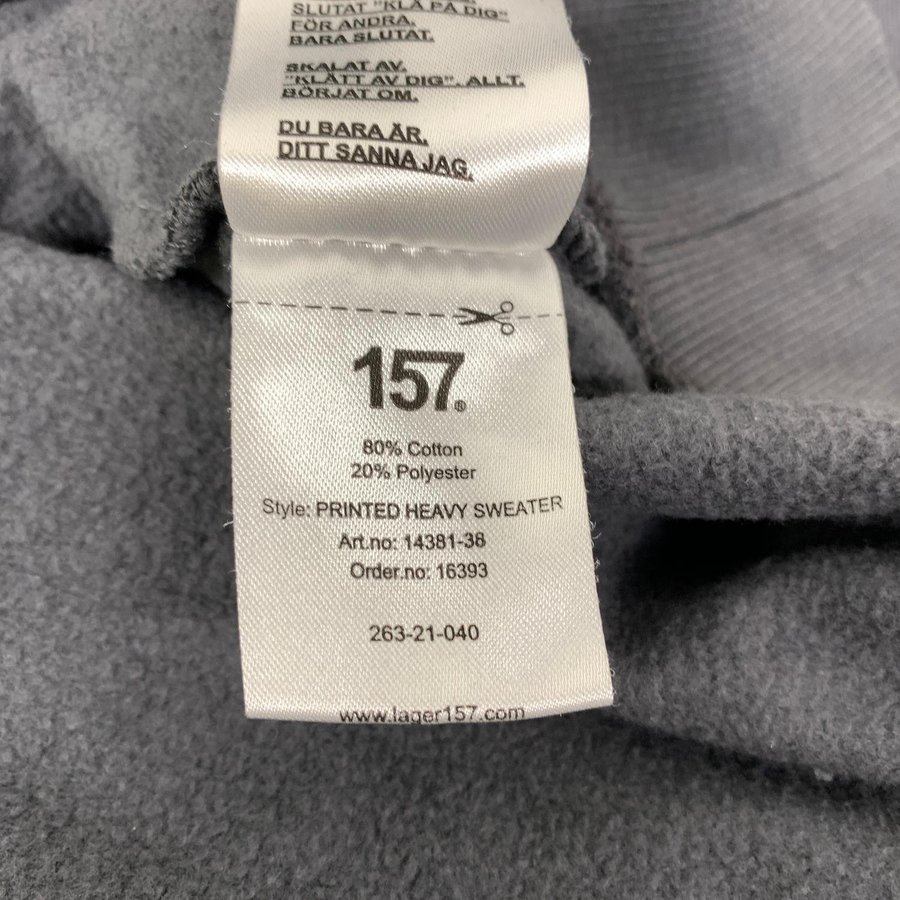 SLUTAT "KLÄ PÅ DIG"
FÖR ANDRA.
BARA SLUTAT.
SKALAT AV.
"KLÄTT AV DIG". ALLT.
BÖRJAT OM.
DU BARA ÄR.
DITT SANNA JAG.
157®
80% Cotton
20% Polyester
Style: PRINTED HEAVY SWEATER
Art.no: 14381-38
Order.no: 16393
263-21-040
www.lager157.com